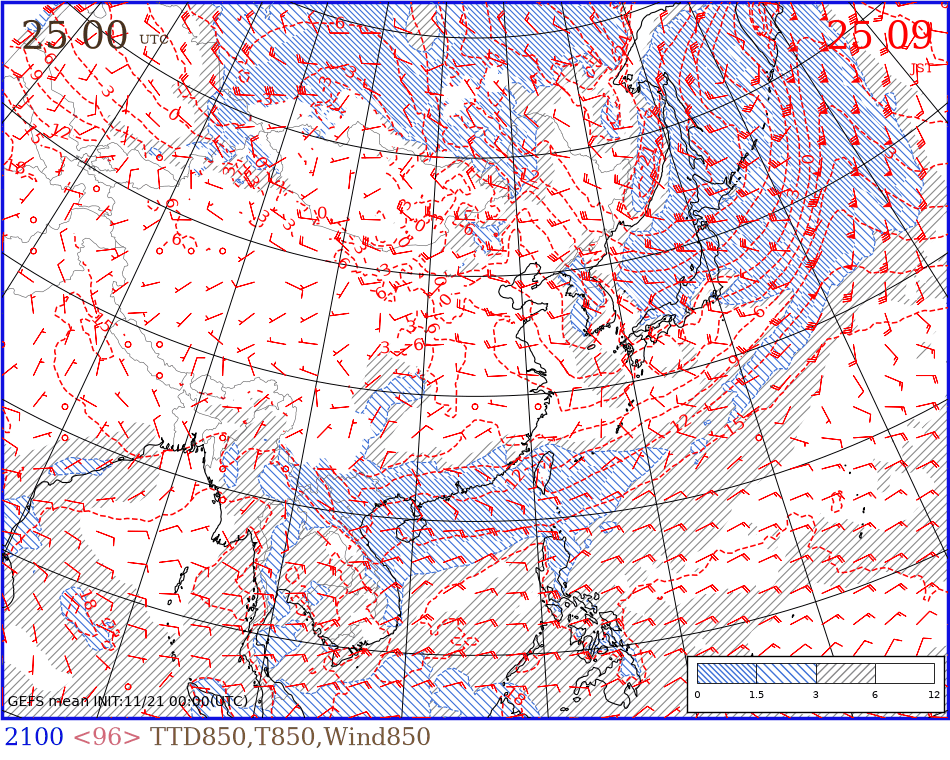 25 00 UTC
25 09
JST
GEFS mean INIT:11/21 00:00(UTC)
0 1.5 3 6 12
2100 <96> TTD850,T850,Wind850